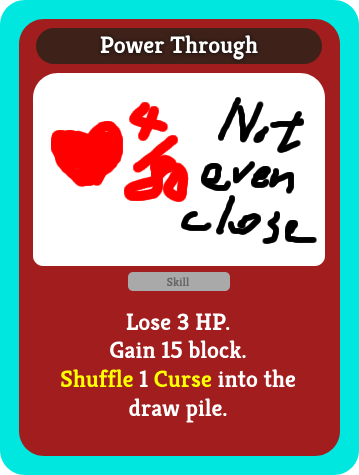 Power Through
4
Not
even
close
Skill
Lose 3 HP.
Gain 15 block.
Shuffle 1 Curse into the
draw pile.